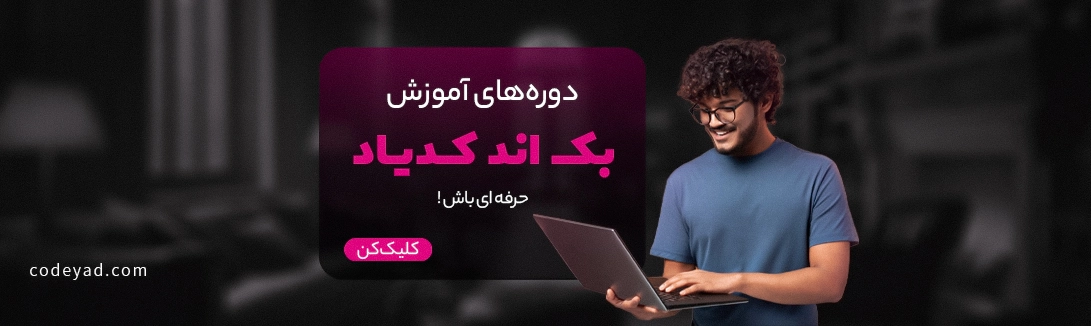 دوره‌های آموزش
بک اند کدیاد
حرفه ای باش!
کلیک‌کن
codeyad.com